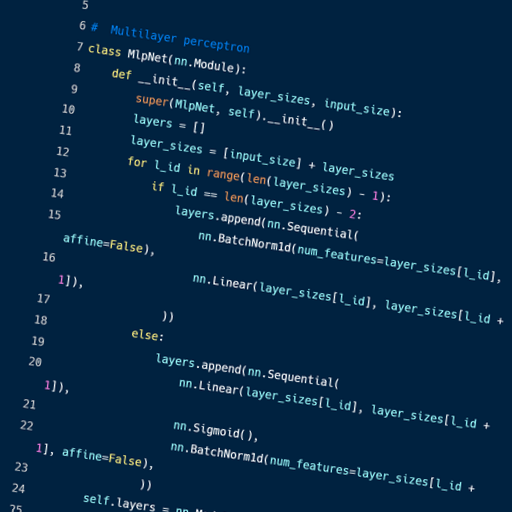 5
6 #  Multilayer perceptron
7 class MlpNet(nn.Module):
8     def __init__(self, layer_sizes, input_size):
9         super(MlpNet, self).__init__()
10         layers = []
11         layer_sizes = [input_size] + layer_sizes
12         for l_id in range(len(layer_sizes) - 1):
13             if l_id == len(layer_sizes) - 2:
14                 layers.append(nn.Sequential(
15                     nn.BatchNorm1d(num_features=layer_sizes[l_id],
affine=False),
16                     nn.Linear(layer_sizes[l_id], layer_sizes[l_id +
1]),
17                 ))
18             else:
19                 layers.append(nn.Sequential(
20                     nn.Linear(layer_sizes[l_id], layer_sizes[l_id +
1]),
21                     nn.Sigmoid(),
22                     nn.BatchNorm1d(num_features=layer_sizes[l_id +
1], affine=False),
23                 ))
24         self.layers =
25